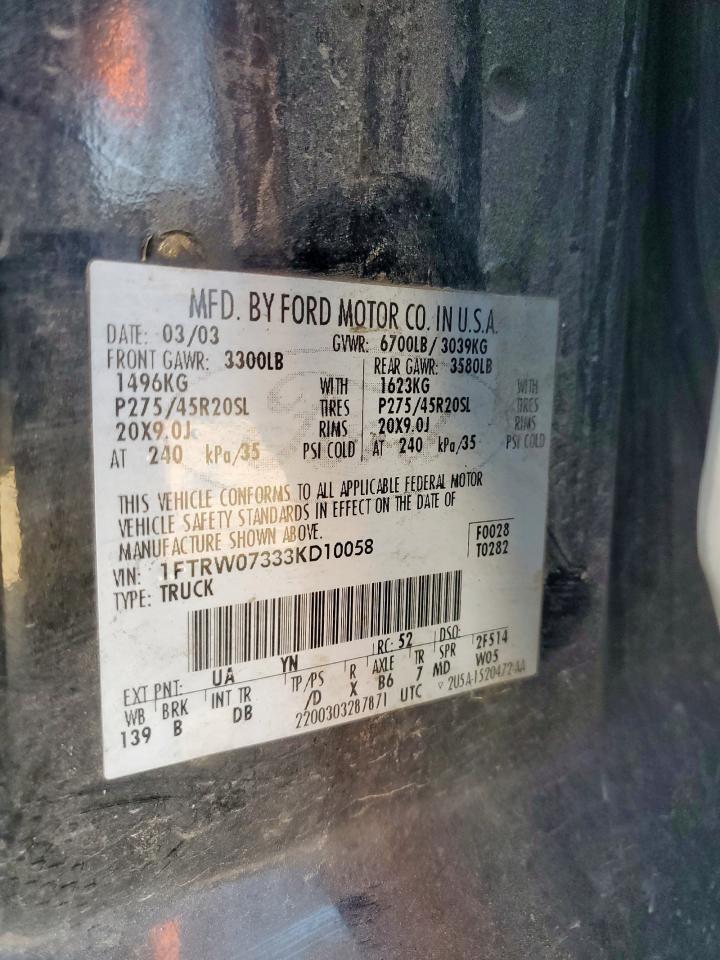 MFD. BY FORD MOTOR CO. IN U.S.A.
DATE: 03/03 GVWR: 6700LB / 3039KG
FRONT GAWR: 3300LB REAR GAWR: 3580LB
1496KG WITH 1623KG WITH
P275/45R20SL TIRES P275/45R20SL TIRES
20X9.0J RIMS 20X9.0J RIMS
AT 240 kPa/35 PSI COLD AT 240 kPa/35 PSI COLD
THIS VEHICLE CONFORMS TO ALL APPLICABLE FEDERAL MOTOR
VEHICLE SAFETY STANDARDS IN EFFECT ON THE DATE OF
MANUFACTURE SHOWN ABOVE.
F0028
VIN: 1FTRW07333KD10058 T0282
TYPE: TRUCK
EXT PNT: UA YN RC: 52 DSO: 2F514
WB BRK INT TR TP/PS R AXLE TR SPR W05
139 B DB /D X B6 7 MD
2200303287871 UTC ▽ 2U5A-1520472-AA